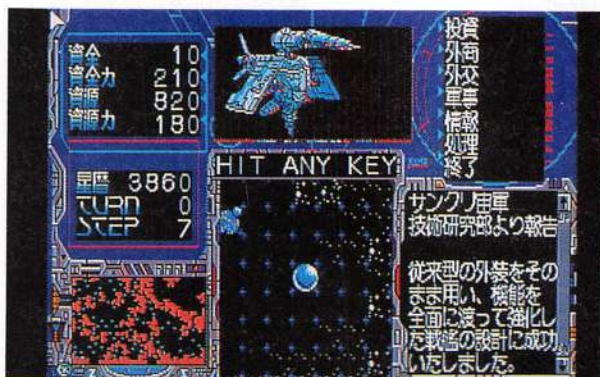 資金 10
資金力 210
資源 820
資源力 180
星暦 3860
TURN 0
STEP 7
HIT ANY KEY
投資
外商
外交
軍事
情報
処理
終了
サンクリ宙軍
技術研究部より報告
従来型の外装をその
まま用い、機能を
全面に渡って強化し
た戦艦の設計に成功
いたしました。